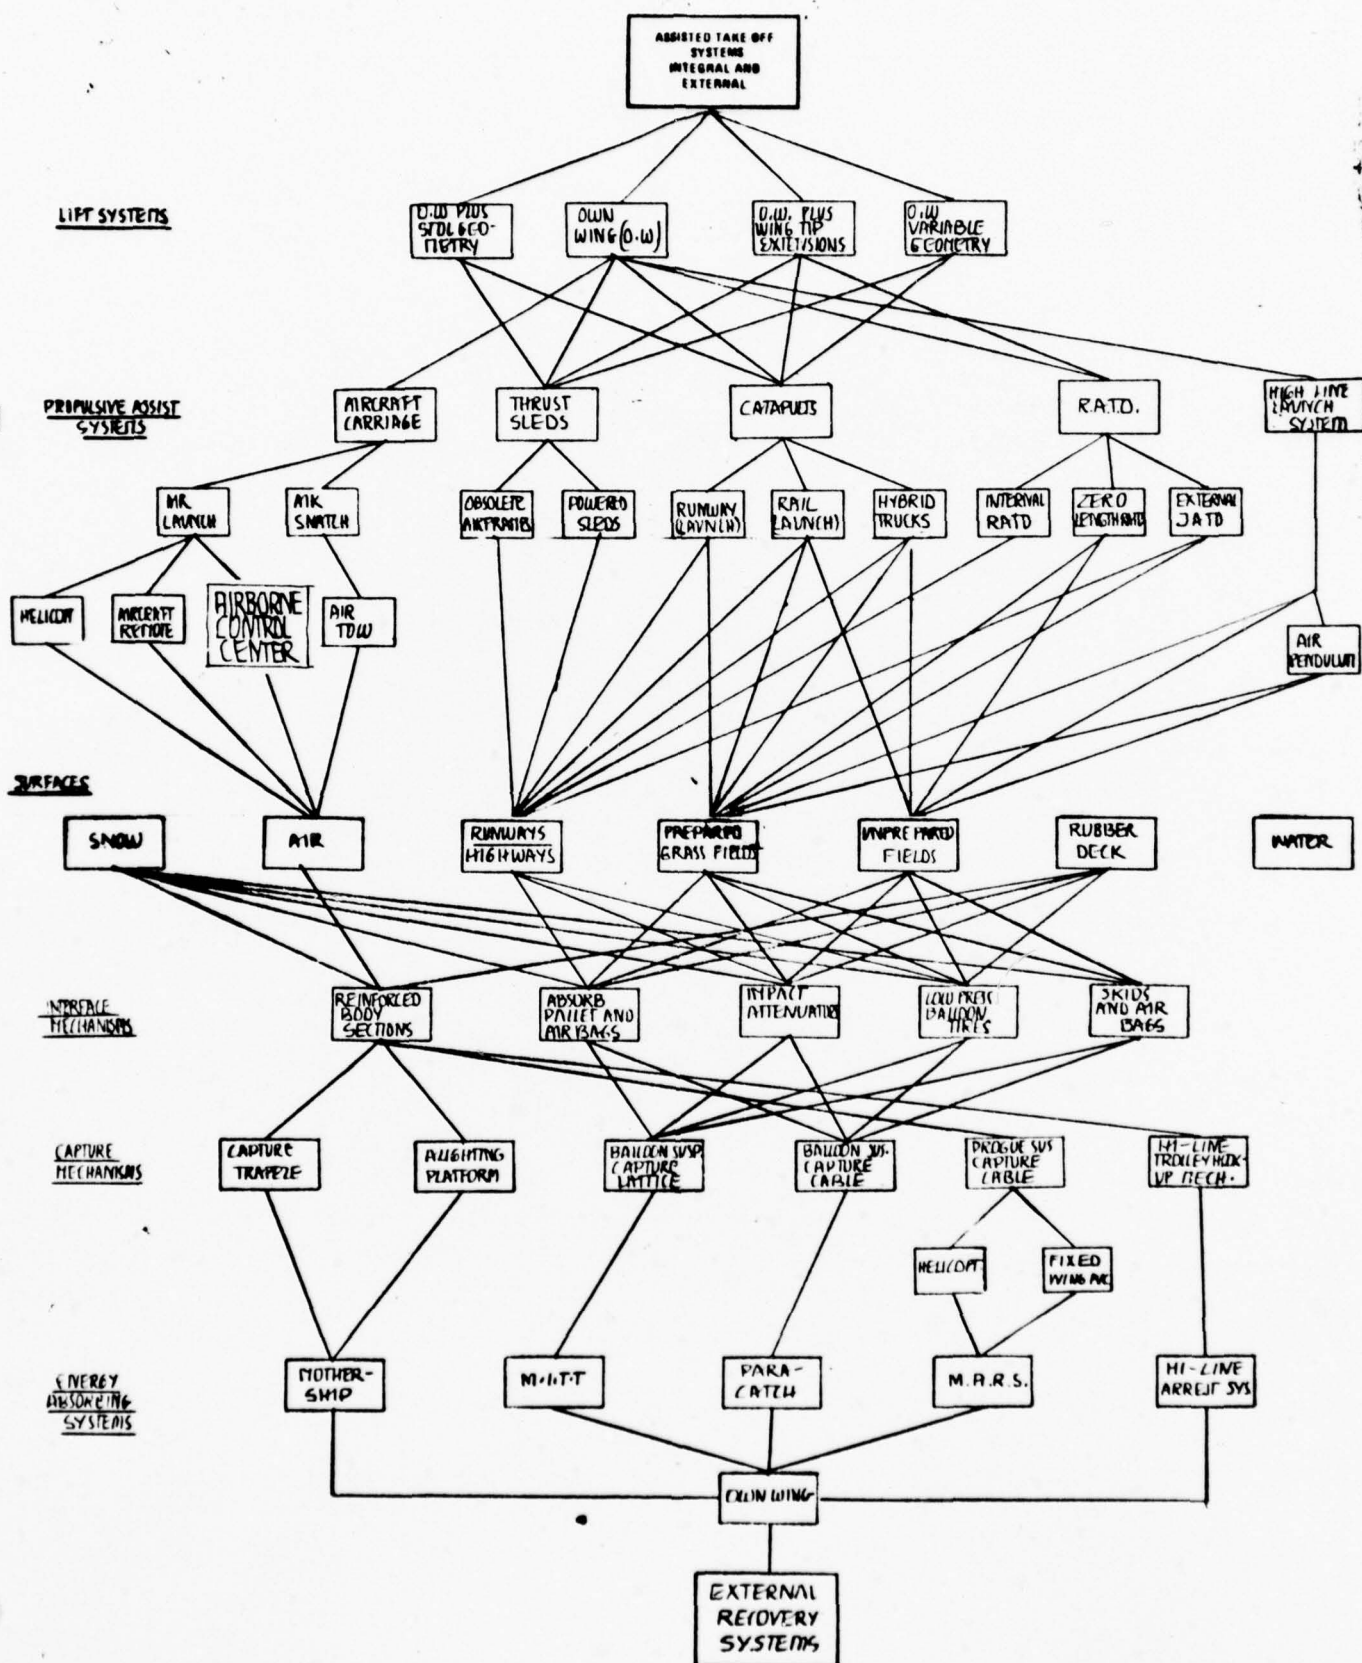 ASSISTED TAKE OFF
SYSTEMS
INTEGRAL AND
EXTERNAL
LIFT SYSTEMS
O.W PLUS
STOL GEO-
METRY
OWN
WING (O.W)
O.W. PLUS
WING TIP
EXTENSIONS
O.W
VARIABLE
GEOMETRY
PROPULSIVE ASSIST
SYSTEMS
AIRCRAFT
CARRIAGE
THRUST
SLEDS
CATAPULTS
R.A.T.O.
HIGH LINE
LAUNCH
SYSTEM
AIR
LAUNCH
AIR
SNATCH
OBSOLETE
AIRFRAMES
POWERED
SLEDS
RUNWAY
(LAUNCH)
RAIL
LAUNCH)
HYBRID
TRUCKS
INTERNAL
RATO
ZERO
LENGTH RATO
EXTERNAL
JATO
HELICOPT
AIRCRAFT
REMOTE
AIRBORNE
CONTROL
CENTER
AIR
TOW
AIR
PENDULUM
SURFACES
SNOW
AIR
RUNWAYS
HIGHWAYS
PREPARED
GRASS FIELDS
UNPREPARED
FIELDS
RUBBER
DECK
WATER
INTERFACE
MECHANISMS
REINFORCED
BODY
SECTIONS
ABSORB
PALLET AND
AIR BAGS
IMPACT
ATTENUATORS
LOW PRESS
BALLOON
TIRES
SKIDS
AND AIR
BAGS
CAPTURE
MECHANISMS
CAPTURE
TRAPEZE
ALIGHTING
PLATFORM
BALLOON SUSP.
CAPTURE
LATTICE
BALLOON SUS.
CAPTURE
CABLE
DROGUE SUS
CAPTURE
CABLE
HI-LINE
TROLLEY HOOK-
UP MECH.
HELICOPT.
FIXED
WING A/C
ENERGY
ABSORBING
SYSTEMS
MOTHER-
SHIP
PARA-
CATCH
M.A.R.S.
HI-LINE
ARREST SYS
OWN WING
EXTERNAL
RECOVERY
SYSTEMS